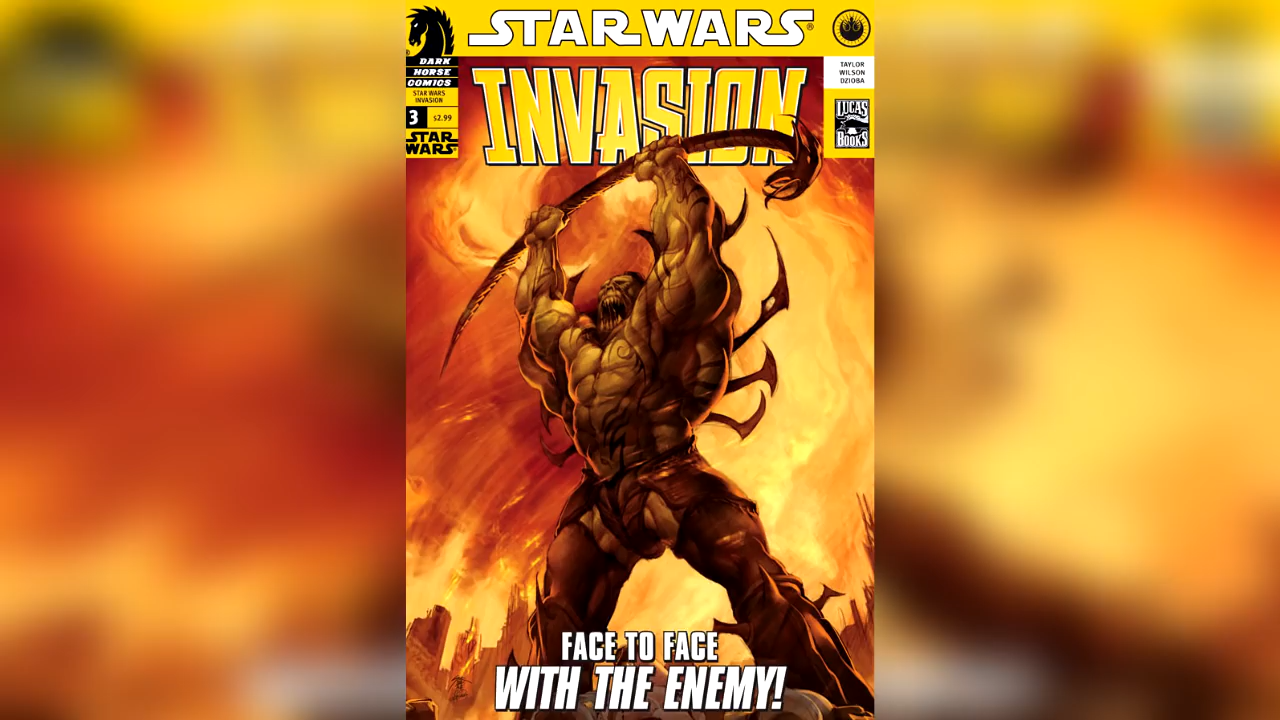 STAR WARS®
DARK
HORSE
COMICS
STAR WARS
INVASION
3 $2.99
STAR
WARS
INVASION
TAYLOR
WILSON
DZIOBA
LUCAS
BOOKS
FACE TO FACE
WITH THE ENEMY!